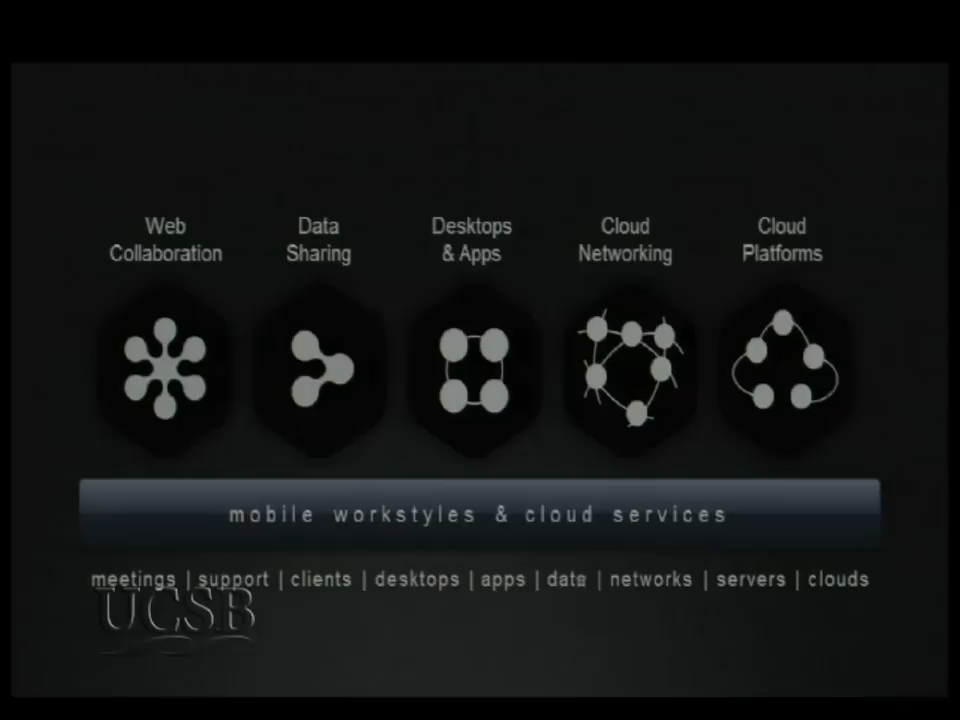 Web
Collaboration
Data
Sharing
Desktops
& Apps
Cloud
Networking
Cloud
Platforms
mobile workstyles & cloud services
meetings | support | clients | desktops | apps | data | networks | servers | clouds
UCSB